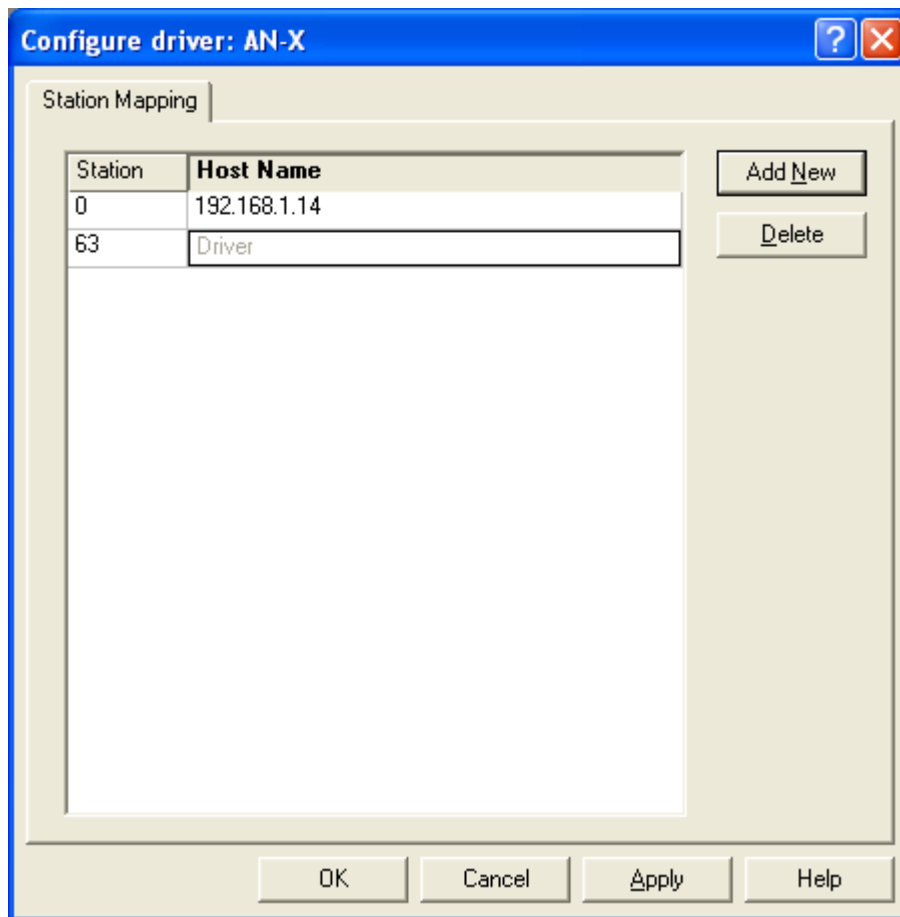 Configure driver: AN-X
Station Mapping
Station Host Name
0 192.168.1.14
63 Driver
Add New
Delete
OK Cancel Apply Help